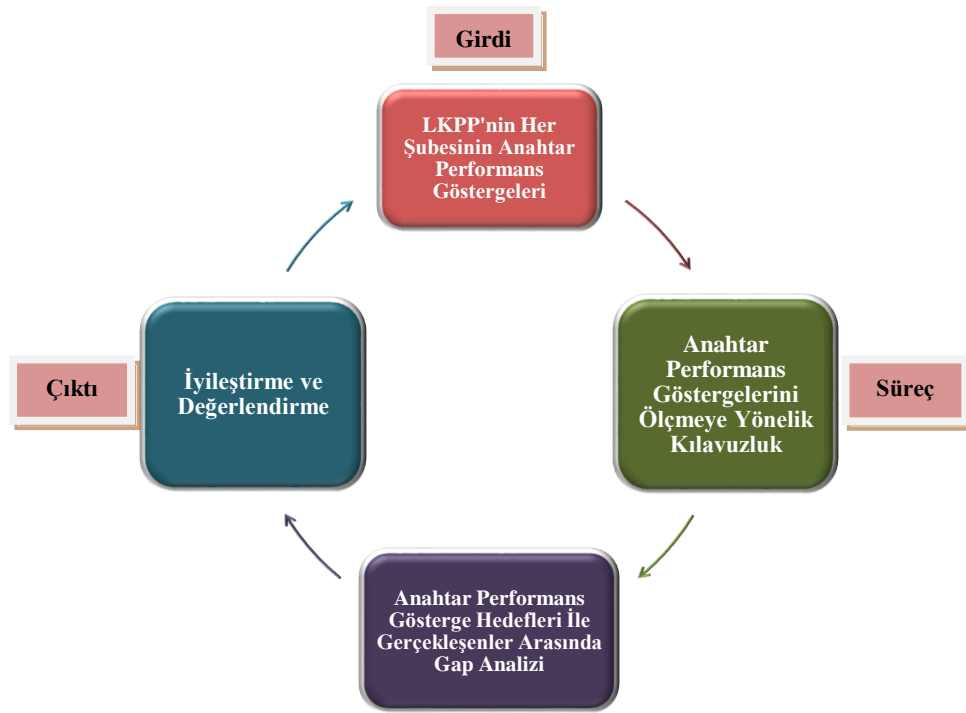 Girdi
LKPP'nin Her
Şubesinin Anahtar
Performans
Göstergeleri
Anahtar
Performans
Göstergelerini
Ölçmeye Yönelik
Kılavuzluk
Süreç
Anahtar Performans
Gösterge Hedefleri İle
Gerçekleşenler Arasında
Gap Analizi
İyileştirme ve
Değerlendirme
Çıktı